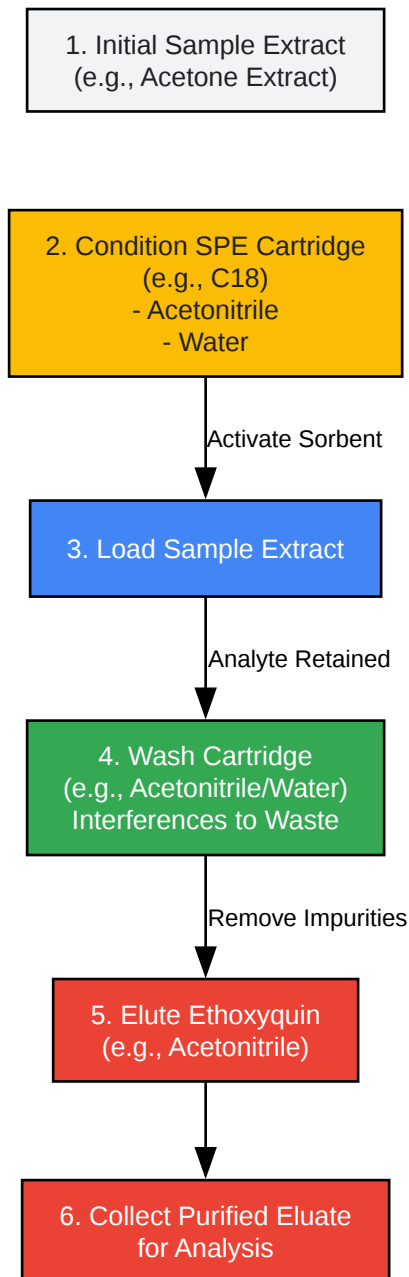 1. Initial Sample Extract
(e.g., Acetone Extract)
2. Condition SPE Cartridge
(e.g., C18)
- Acetonitrile
- Water
Activate Sorbent
3. Load Sample Extract
Analyte Retained
4. Wash Cartridge
(e.g., Acetonitrile/Water)
Interferences to Waste
Remove Impurities
5. Elute Ethoxyquin
(e.g., Acetonitrile)
6. Collect Purified Eluate
for Analysis